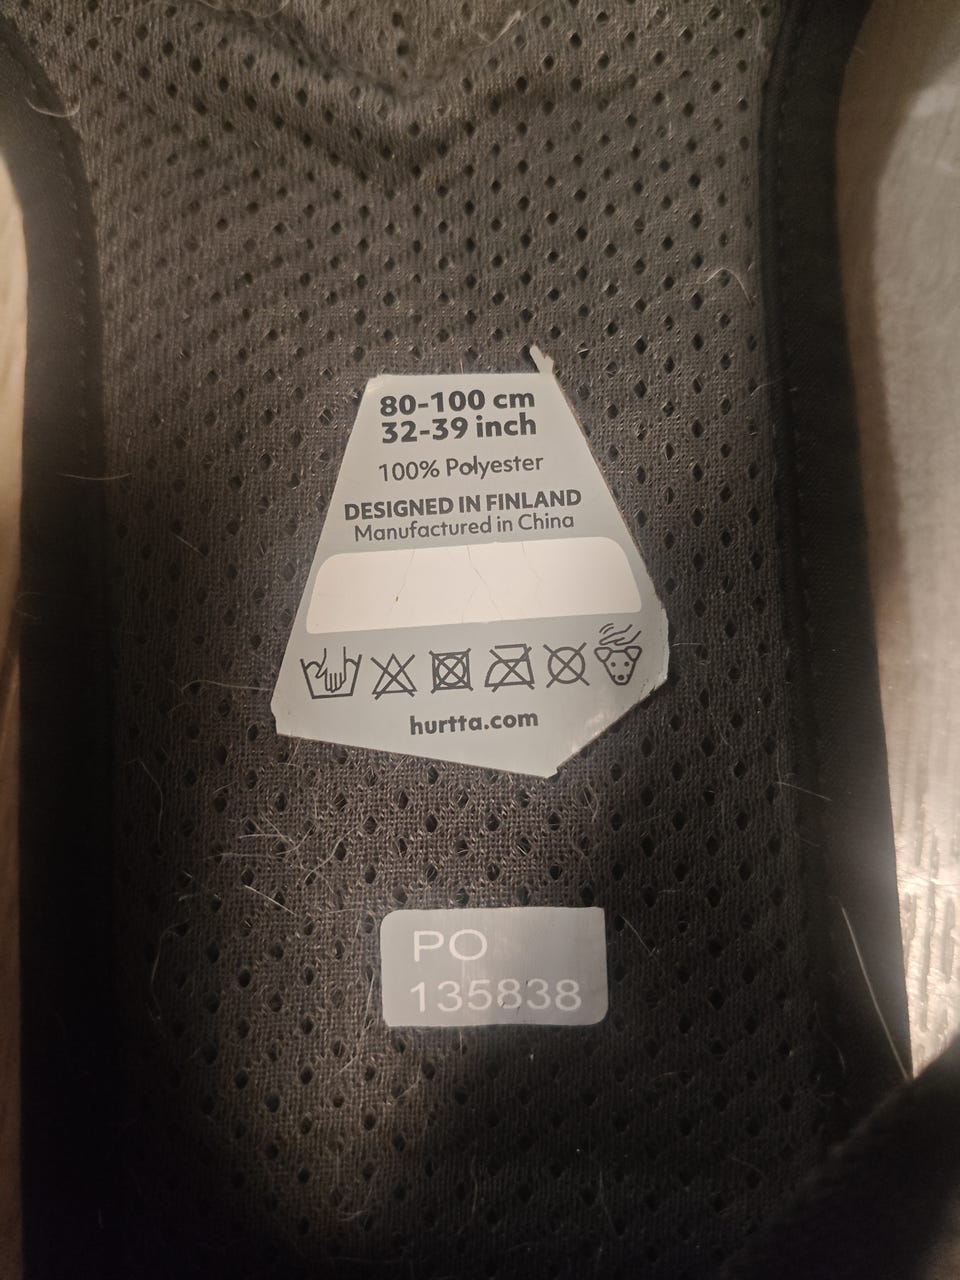 80-100 cm
32-39 inch
100% Polyester
DESIGNED IN FINLAND
Manufactured in China
hurtta.com
PO
135838